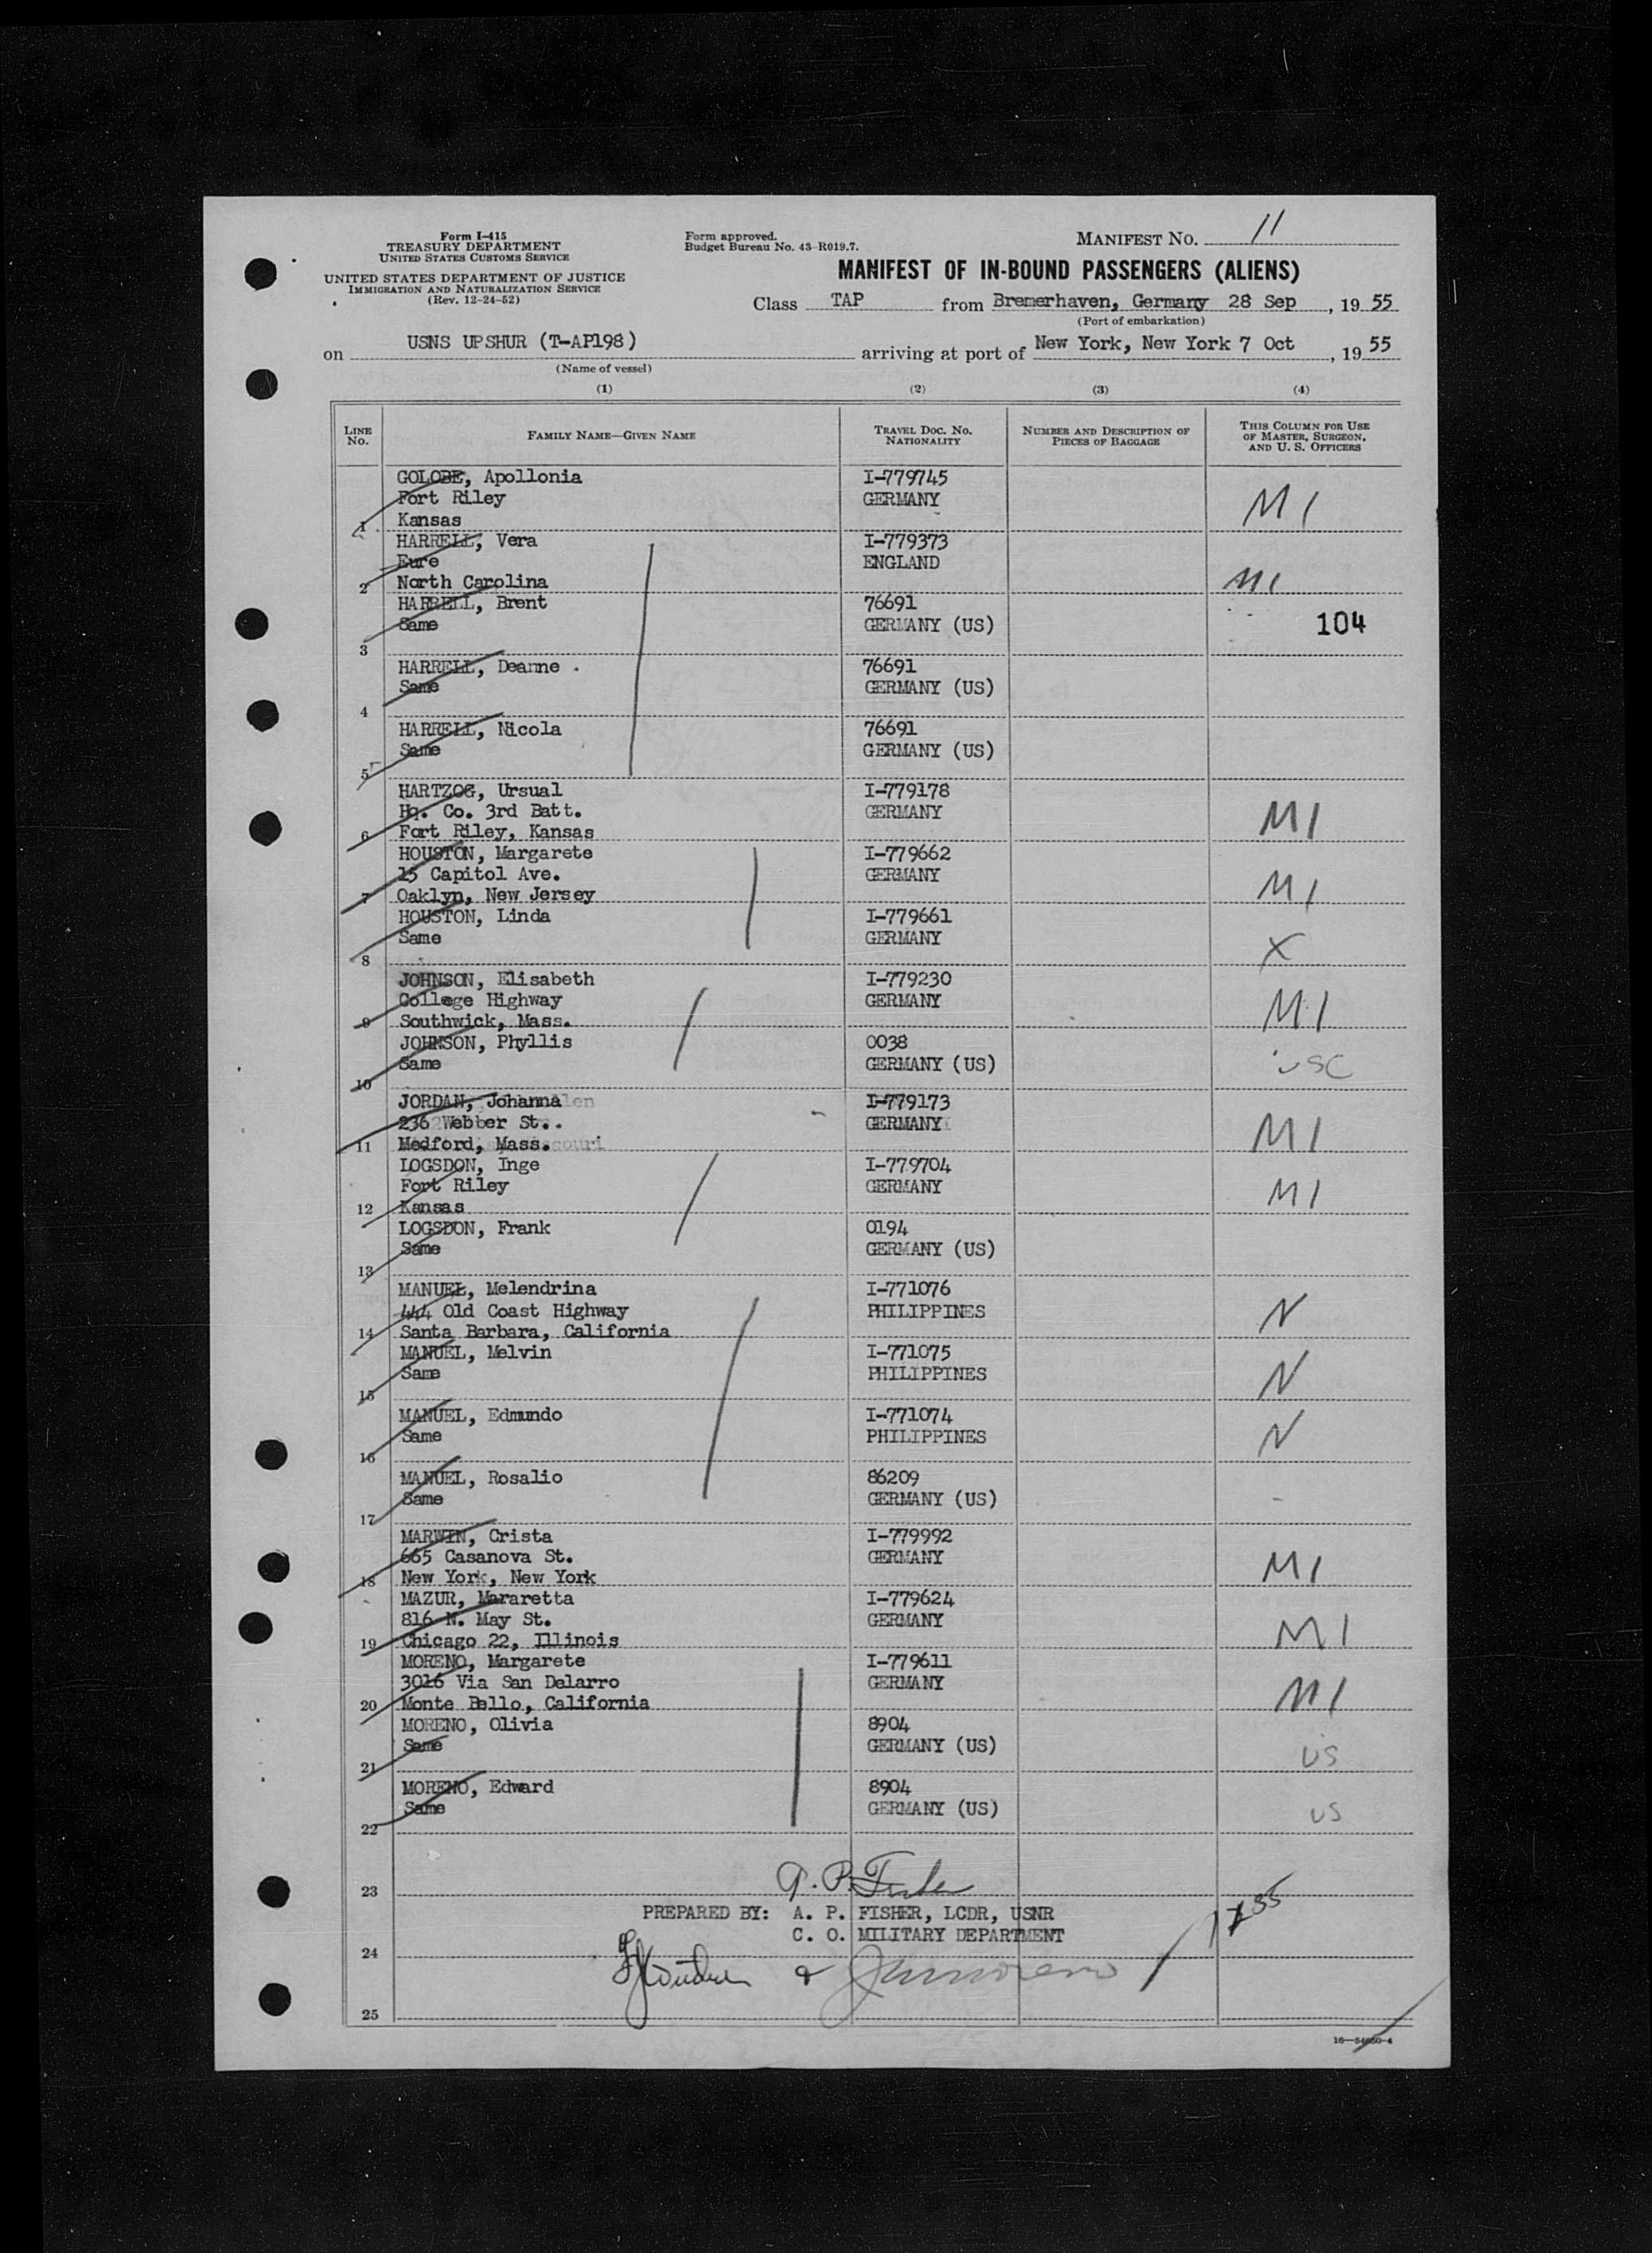 Form I-415
TREASURY DEPARTMENT
UNITED STATES CUSTOMS SERVICE
UNITED STATES DEPARTMENT OF JUSTICE
IMMIGRATION AND NATURALIZATION SERVICE
(Rev. 12-24-52)
Form approved.
Budget Bureau No. 43-R019.7.
MANIFEST NO. 11
MANIFEST OF IN-BOUND PASSENGERS (ALIENS)
Class TAP from Bremerhaven, Germany 28 Sep, 19 55
(Port of embarkation)
on USNS UPSHUR (T-AP198) arriving at port of New York, New York 7 Oct, 19 55
(Name of vessel)
(1) (2) (3) (4)
LINE NO. FAMILY NAME—GIVEN NAME TRAVEL DOC. NO. NATIONALITY NUMBER AND DESCRIPTION OF PIECES OF BAGGAGE THIS COLUMN FOR USE OF MASTER, SURGEON, AND U. S. OFFICERS
GOLOBE, Apollonia I-779745
Fort Riley GERMANY M1
1 Kansas
HARRELL, Vera I-779373
Eure ENGLAND
2 North Carolina M1
HARRELL, Brent 76691
Same GERMANY (US) 104
3
HARRELL, Deanne 76691
Same GERMANY (US)
4
HARRELL, Nicola 76691
Same GERMANY (US)
5
HARTZOG, Ursual I-779178
Hq. Co. 3rd Batt. GERMANY M1
6 Fort Riley, Kansas
HOUSTON, Margarete I-779662
15 Capitol Ave. GERMANY M1
7 Oaklyn, New Jersey
HOUSTON, Linda I-779661
Same GERMANY X
8
JOHNSON, Elisabeth I-779230
College Highway GERMANY M1
9 Southwick, Mass.
JOHNSON, Phyllis 0038
Same GERMANY (US) USC
10
JORDAN, Johanna I-779173
236 Webber St. GERMANY M1
11 Medford, Mass.
LOGSDON, Inge I-779704
Fort Riley GERMANY M1
12 Kansas
LOGSDON, Frank 0194
Same GERMANY (US)
13
MANUEL, Melendrina I-771076
444 Old Coast Highway PHILIPPINES N
14 Santa Barbara, California
MANUEL, Melvin I-771075
Same PHILIPPINES N
15
MANUEL, Edmundo I-771074
Same PHILIPPINES N
16
MANUEL, Rosalio 86209
Same GERMANY (US)
17
MARWIN, Crista I-779992
665 Casanova St. GERMANY M1
18 New York, New York
MAZUR, Mararetta I-779624
816 N. May St. GERMANY M1
19 Chicago 22, Illinois
MORENO, Margarete I-779611
3016 Via San Delarro GERMANY M1
20 Monte Bello, California
MORENO, Olivia 8904
Same GERMANY (US) US
21
MORENO, Edward 8904
Same GERMANY (US) US
22
23 A. P. Fisher
PREPARED BY: A. P. FISHER, LCDR, USNR
C. O. MILITARY DEPARTMENT
24
25